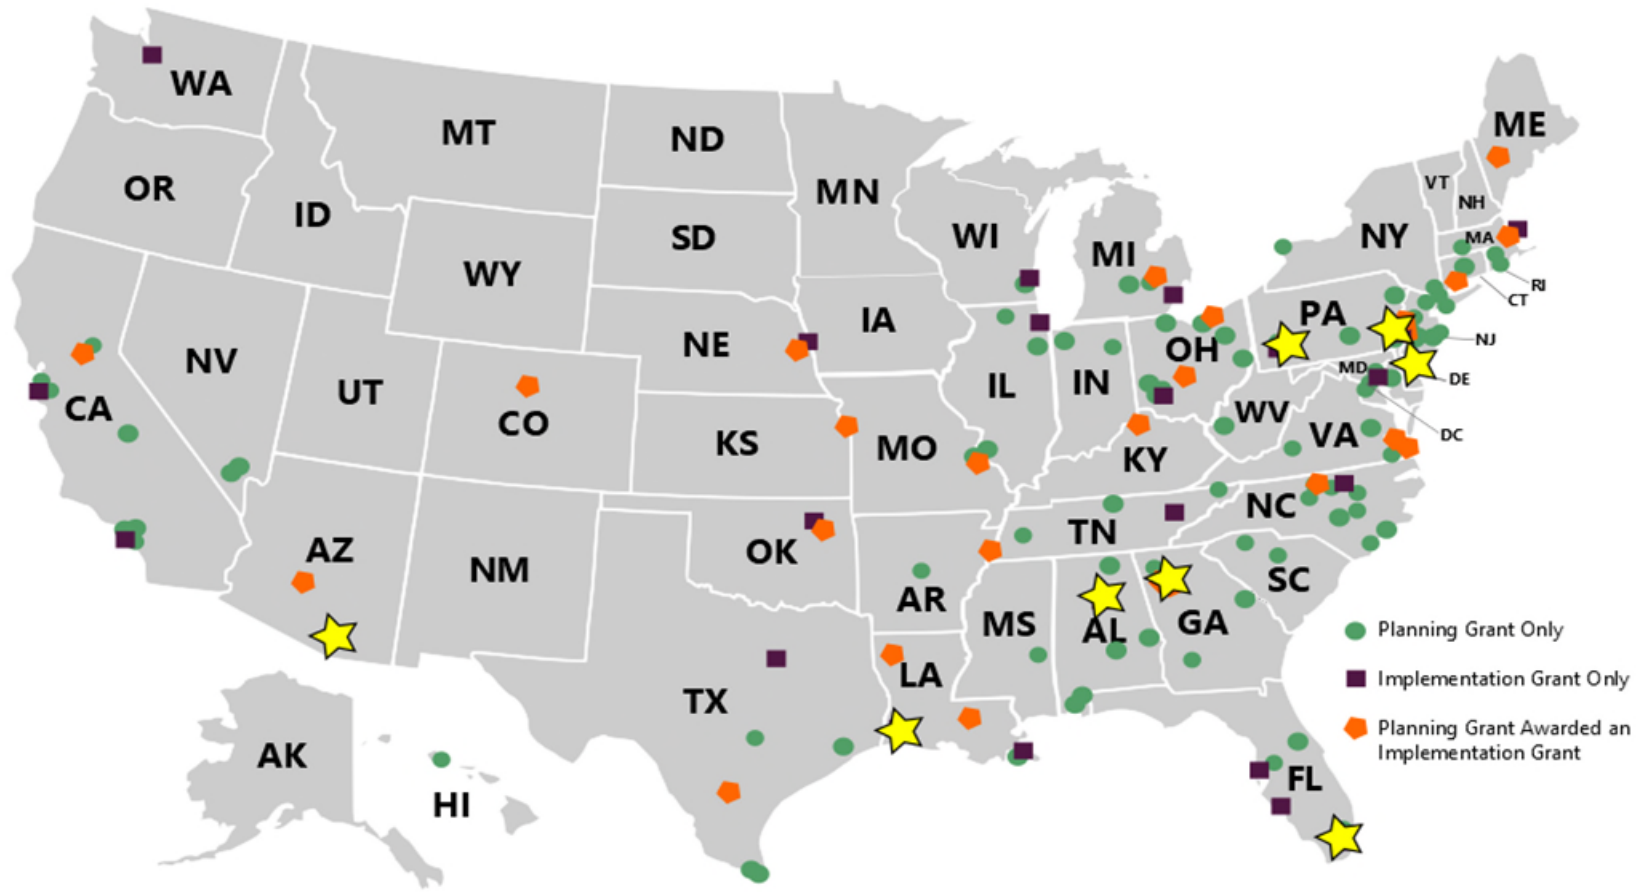 WA
MT
ND
OR
ID
MN
SD
WI
MI
NY
VT
NH
ME
MA
RI
CT
WY
IA
NE
PA
NJ
NV
UT
CO
CA
KS
MO
IL
IN
OH
MD
DE
DC
WV
VA
KY
AZ
NM
OK
AR
TN
NC
SC
MS
AL
GA
TX
LA
FL
AK
HI
Planning Grant Only
Implementation Grant Only
Planning Grant Awarded an
Implementation Grant